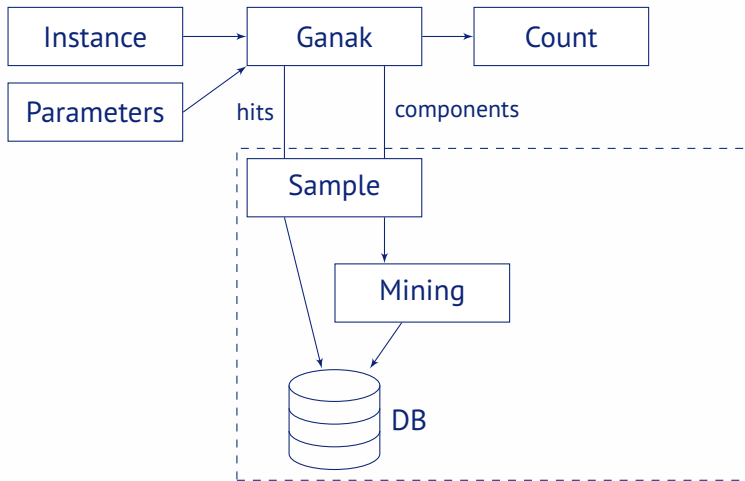 Instance
Ganak
Count
Parameters
hits
components
Sample
Mining
DB